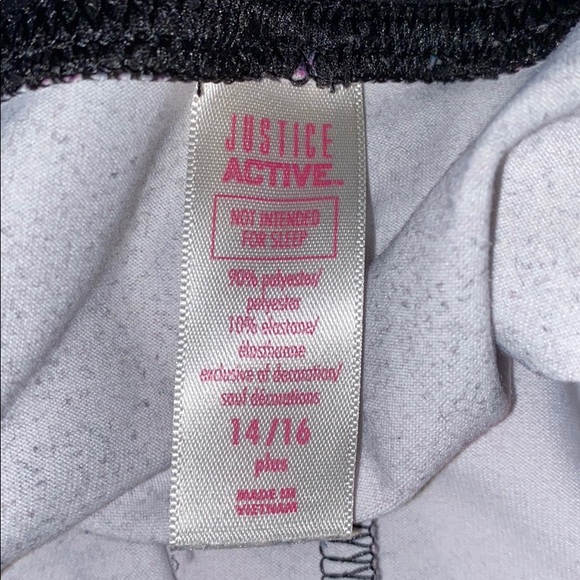 JUSTICE
ACTIVE™
NOT INTENDED
FOR SLEEP
90% polyester/
polyester
10% elastane/
élasthanne
exclusive of decoration/
sauf décorations
14/16
plus
MADE IN
VIETNAM